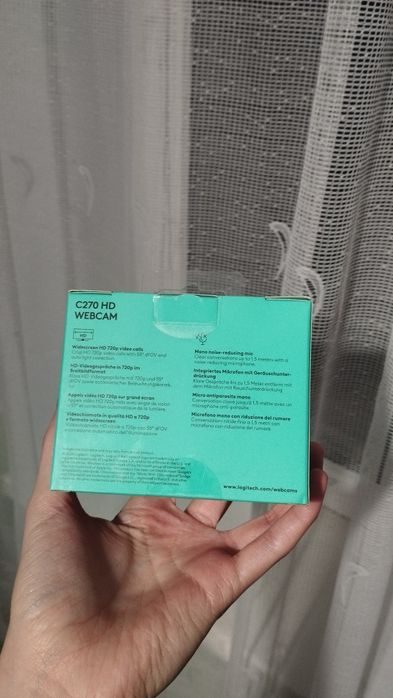 C270 HD
WEBCAM
HD
Widescreen HD 720p video calls
Crisp HD 720p video calls with 55° dFOV and
auto light correction.
HD-Videogespräche in 720p im
Breitbildformat
Klare HD-Videogespräche mit 720p und 55°
dFOV
Appels vidéo HD 720p sur grand écran
Appels vidéo HD 720p nets avec angle de vision
55° et correction automatique de la lumière.
Videochiamate in qualità HD a 720p
e formato widescreen
Videochiamate HD nitide a 720p con 55° dFOV
e correzione automatica dell'illuminazione.
Mono noise-reducing mic
Clear conversations up to 1.5 meters with a
noise reducing microphone.
Integriertes Mikrofon mit Geräuschunter-
drückung
Klare Gespräche bis zu 1,5 Meter entfernt mit
dem Mikrofon mit Rauschunterdrückung
Micro antiparasite mono
Conversation claire jusqu'à 1,5 mètre avec un
microphone anti-parasite.
Microfono mono con riduzione del rumore
Conversazioni nitide fino a 1,5 metri con
microfono con riduzione del rumore.
www.logitech.com/webcams